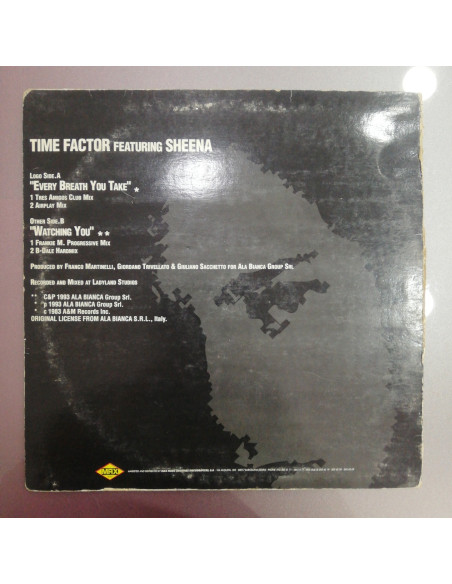 TIME FACTOR FEATURING SHEENA
LOGO SIDE.A
"EVERY BREATH YOU TAKE" *
1 TRES AMIGOS CLUB MIX
2 AIRPLAY MIX
OTHER SIDE.B
"WATCHING YOU" * *
1 FRANKIE M. PROGRESSIVE MIX
2 B-DALE HARDMIX
PRODUCED BY FRANCO MARTINELLI, GIORDANO TRIVELLATO & GIULIANO SACCHETTO FOR ALA BIANCA GROUP SRL
RECORDED AND MIXED AT LADYLAND STUDIOS
** C&P 1993 ALA BIANCA Group Srl.
* p 1993 ALA BIANCA Group Srl.
* c 1983 A&M Records Inc.
ORIGINAL LICENSE FROM ALA BIANCA S.R.L., Italy.
MAX